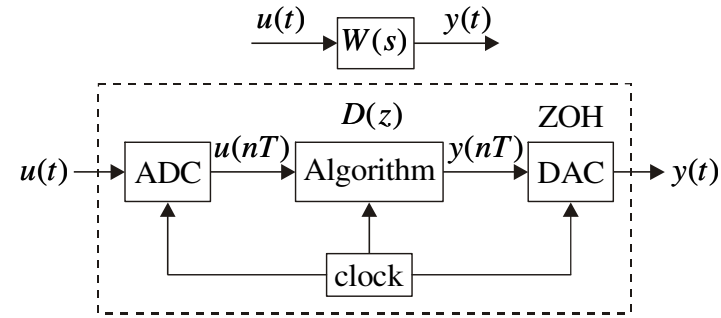 u(t) y(t)
W(s)
D(z) ZOH
u(t) ADC u(nT) Algorithm y(nT) DAC y(t)
clock